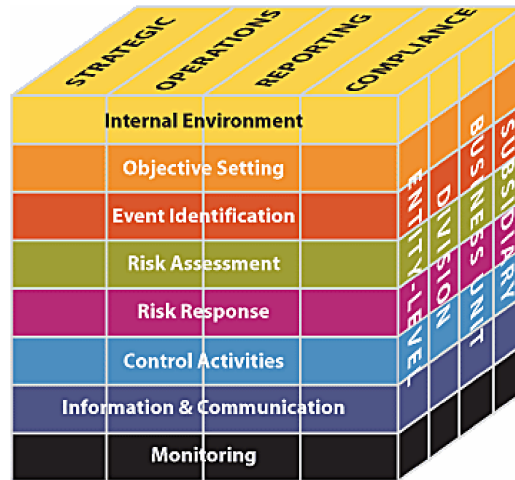 STRATEGIC
OPERATIONS
REPORTING
COMPLIANCE
Internal Environment
Objective Setting
Event Identification
Risk Assessment
Risk Response
Control Activities
Information & Communication
Monitoring
ENTITY-LEVEL
DIVISION
BUSINESS UNIT
SUBSIDIARY